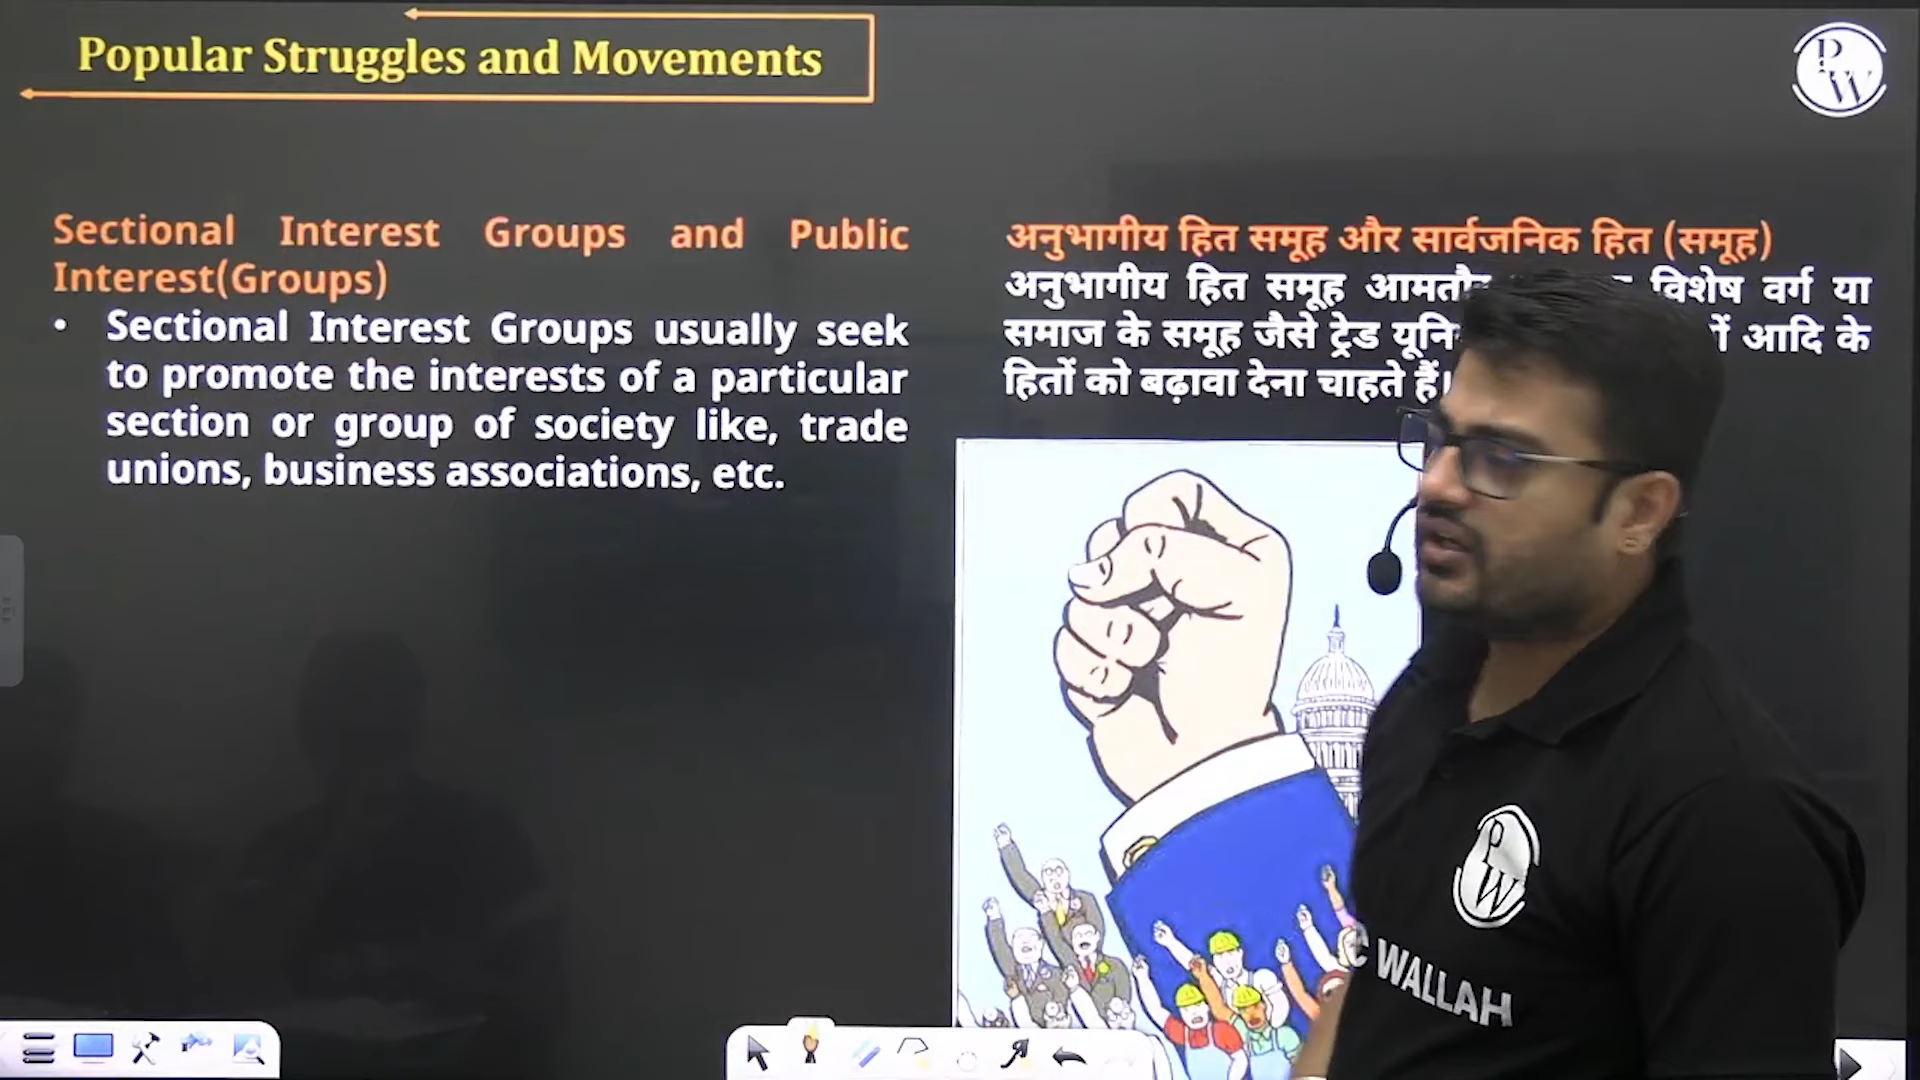 Popular Struggles and Movements
PW
Sectional Interest Groups and Public
Interest(Groups)
• Sectional Interest Groups usually seek
to promote the interests of a particular
section or group of society like, trade
unions, business associations, etc.
अनुभागीय हित समूह और सार्वजनिक हित (समूह)
अनुभागीय हित समूह विशेष वर्ग या
समाज के समूह जैसे ट्रेड आदि के
हितों को बढ़ावा देना चाहते हैं।
PW
WALLAH